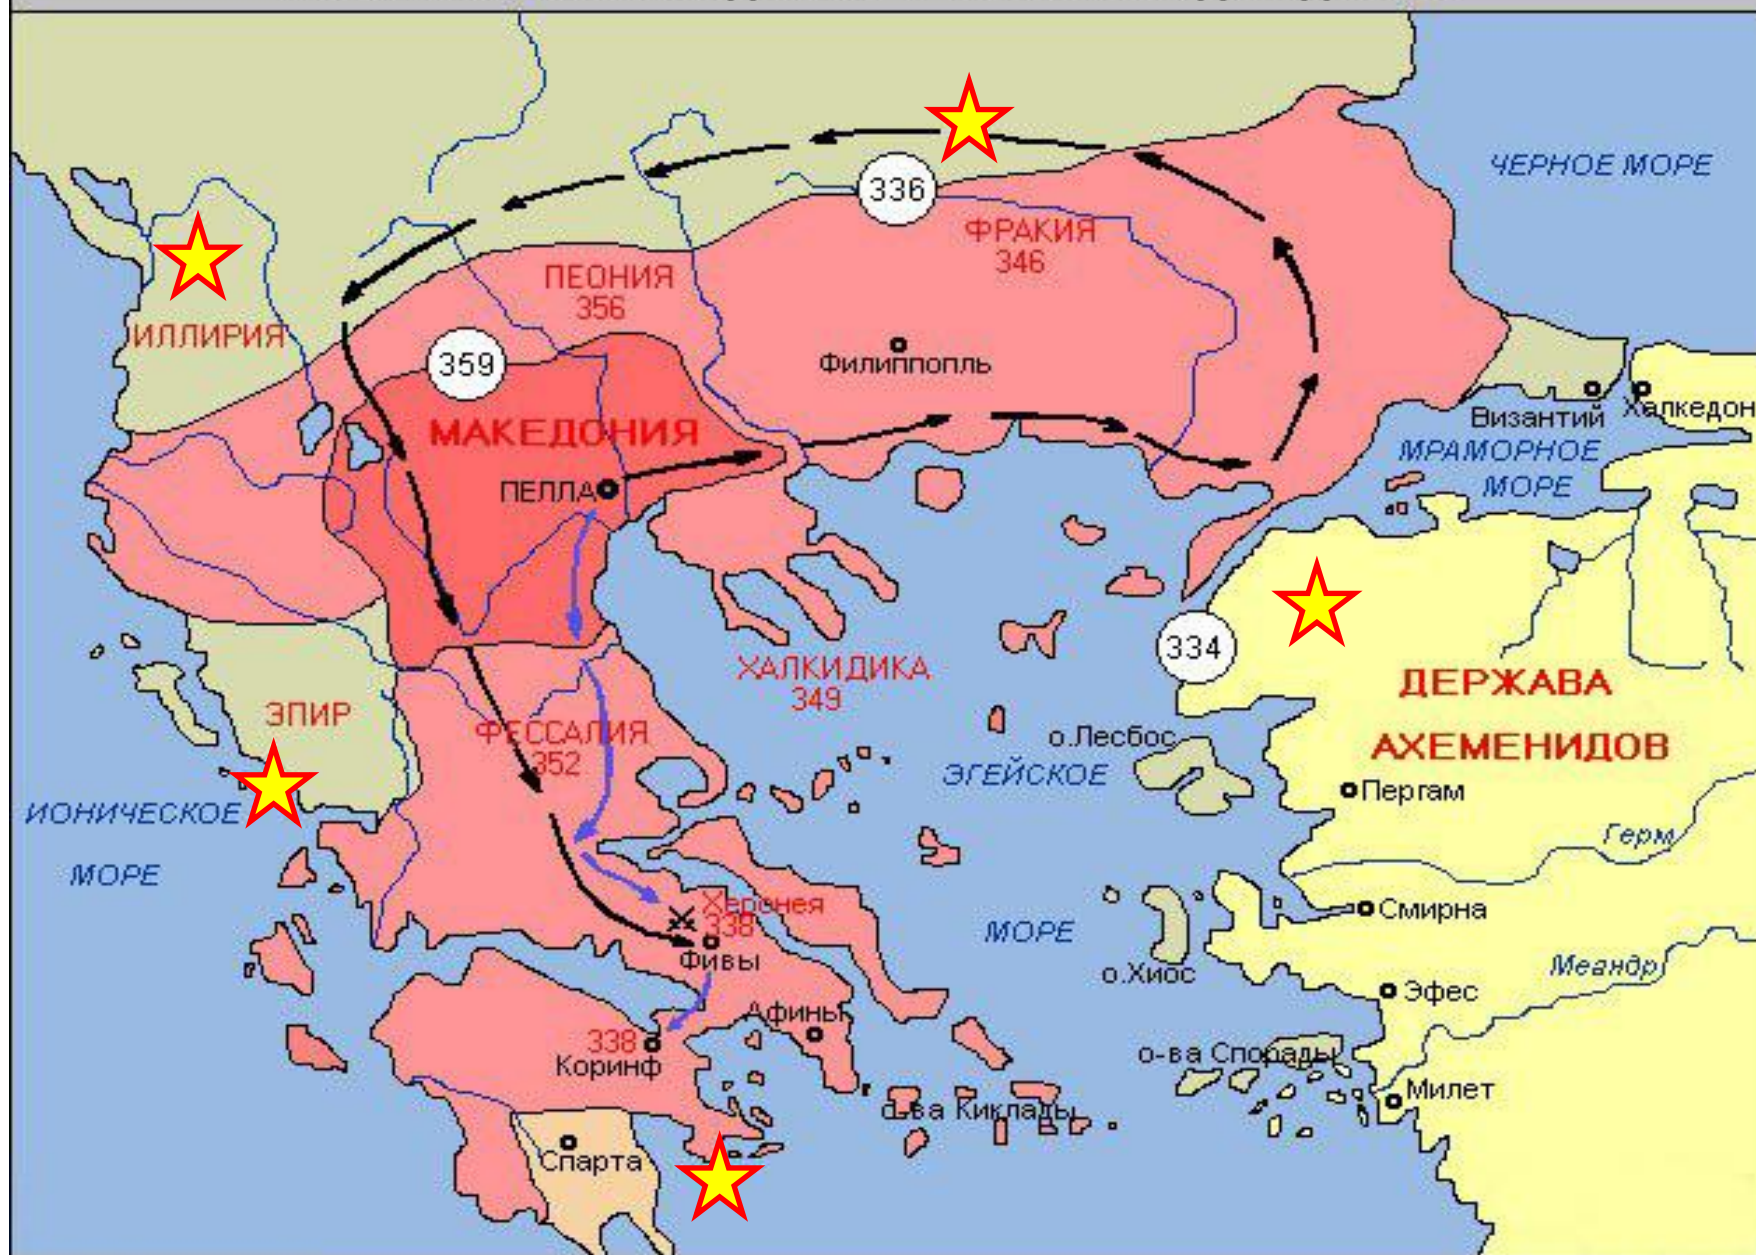 ЧЕРНОЕ МОРЕ
336
ФРАКИЯ
346
ПЕОНИЯ
356
ИЛЛИРИЯ
359
Филиппопль
Византий
Халкедон
МАКЕДОНИЯ
МРАМОРНОЕ
МОРЕ
ПЕЛЛА
334
ХАЛКИДИКА
349
ДЕРЖАВА
АХЕМЕНИДОВ
ЭПИР
ФЕССАЛИЯ
352
о.Лесбос
ЭГЕЙСКОЕ
МОРЕ
Пергам
ИОНИЧЕСКОЕ
МОРЕ
Герм
Херонея
338
Фивы
Смирна
о.Хиос
Меандр
Эфес
Афины
338
Коринф
о-ва Спорады
Милет
о-ва Киклады
Спарта